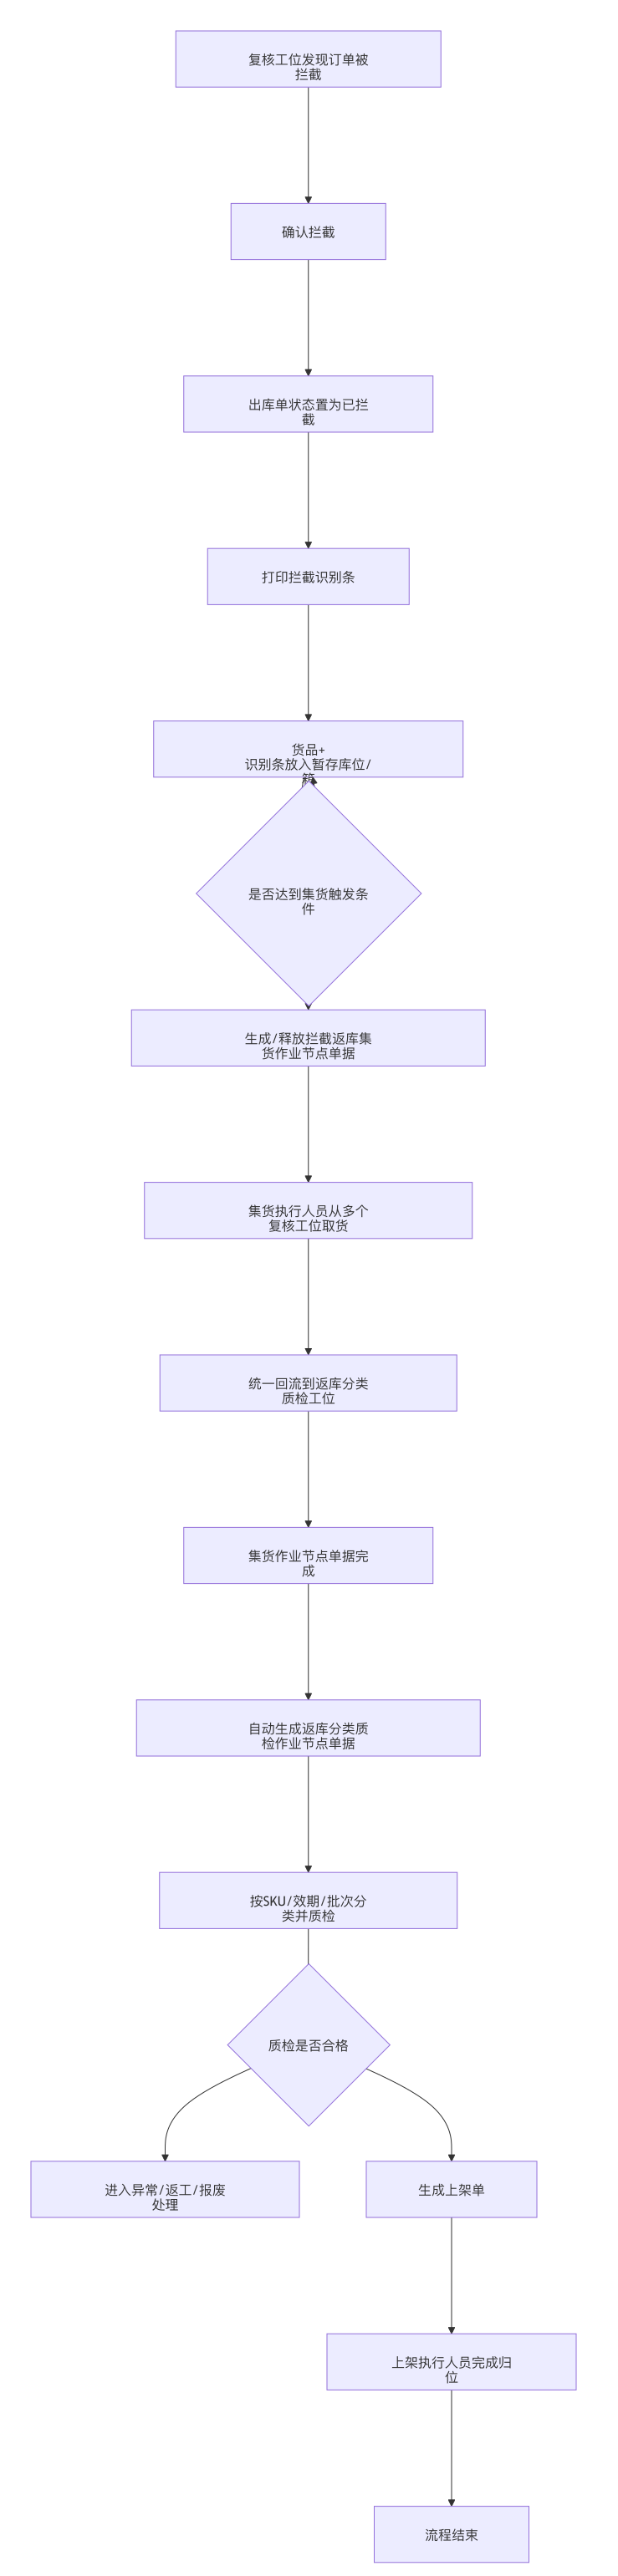 复核工位发现订单被
拦截
确认拦截
出库单状态置为已拦
截
打印拦截识别条
货品+
识别条放入暂存库位/
箱
是否达到集货触发条
件
生成/释放拦截返库集
货作业节点单据
集货执行人员从多个
复核工位取货
统一回流到返库分类
质检工位
集货作业节点单据完
成
自动生成返库分类质
检作业节点单据
按SKU/效期/批次分
类并质检
质检是否合格
进入异常/返工/报废
处理
生成上架单
上架执行人员完成归
位
流程结束